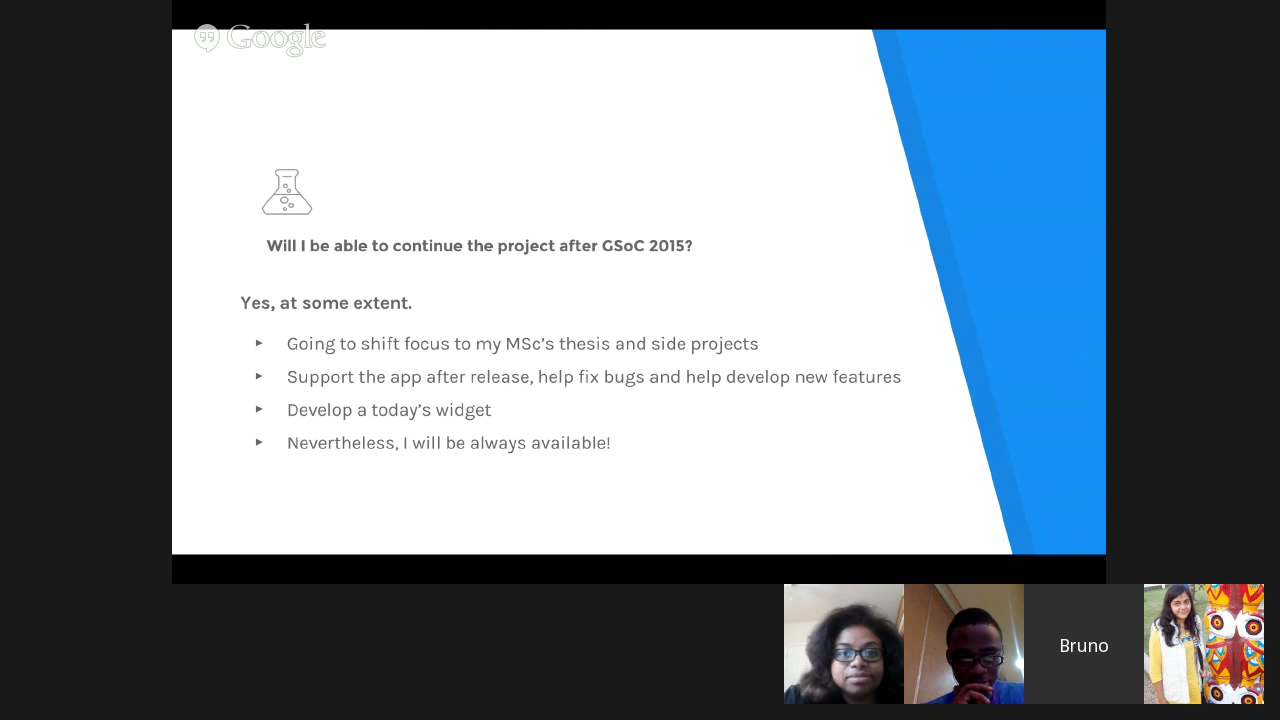 Google
Will I be able to continue the project after GSoC 2015?
Yes, at some extent.
Going to shift focus to my MSc's thesis and side projects
Support the app after release, help fix bugs and help develop new features
Develop a today's widget
Nevertheless, I will be always available!
Bruno